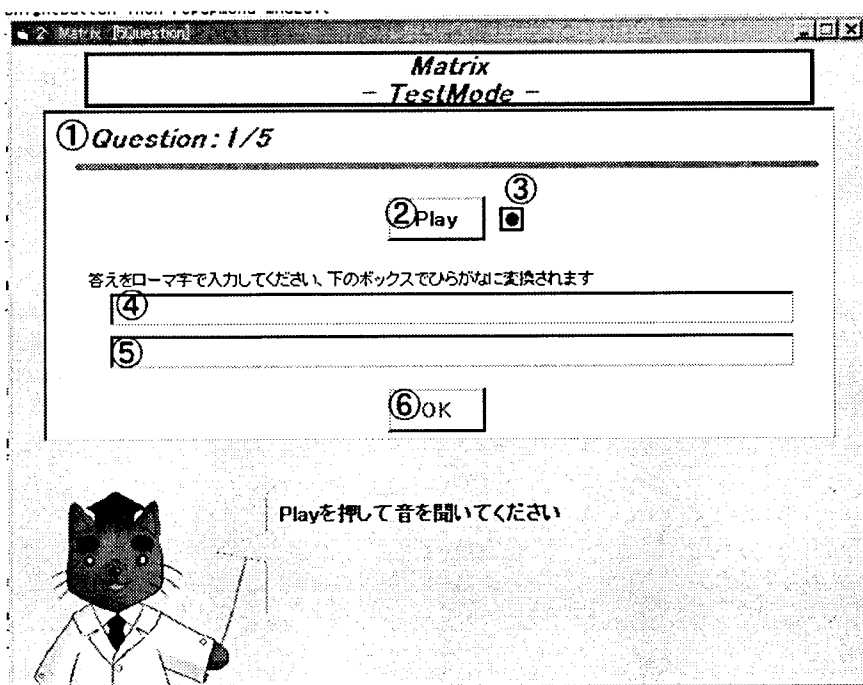 2 Matrix [5Question]
Matrix
- TestMode -
①Question:1/5
③
②Play
答えをローマ字で入力してください、下のボックスでひらがなに変換されます
④
⑤
⑥OK
Playを押して音を聞いてください